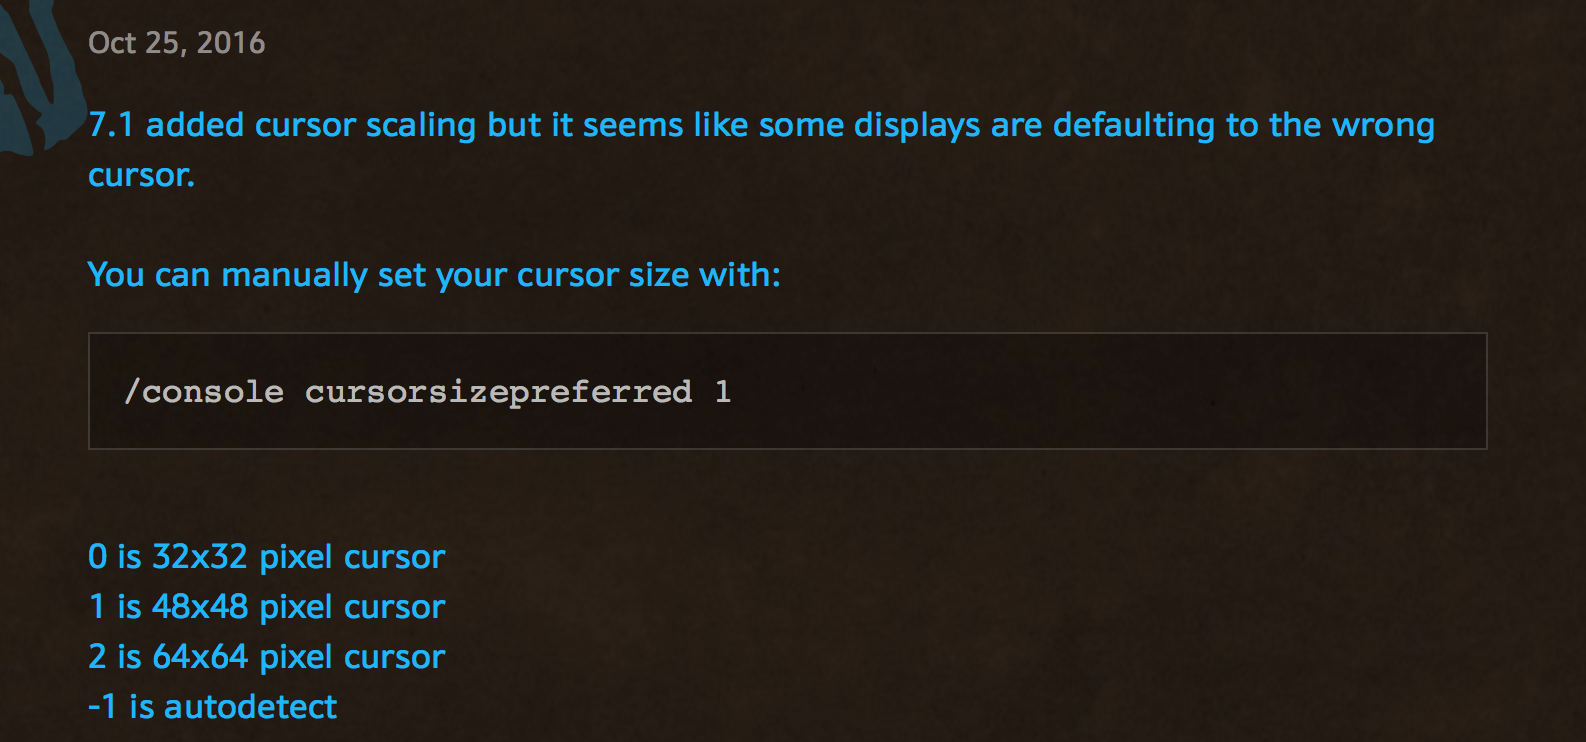 Oct 25, 2016
7.1 added cursor scaling but it seems like some displays are defaulting to the wrong
cursor.
You can manually set your cursor size with:
/console cursorsizepreferred 1
0 is 32x32 pixel cursor
1 is 48x48 pixel cursor
2 is 64x64 pixel cursor
-1 is autodetect